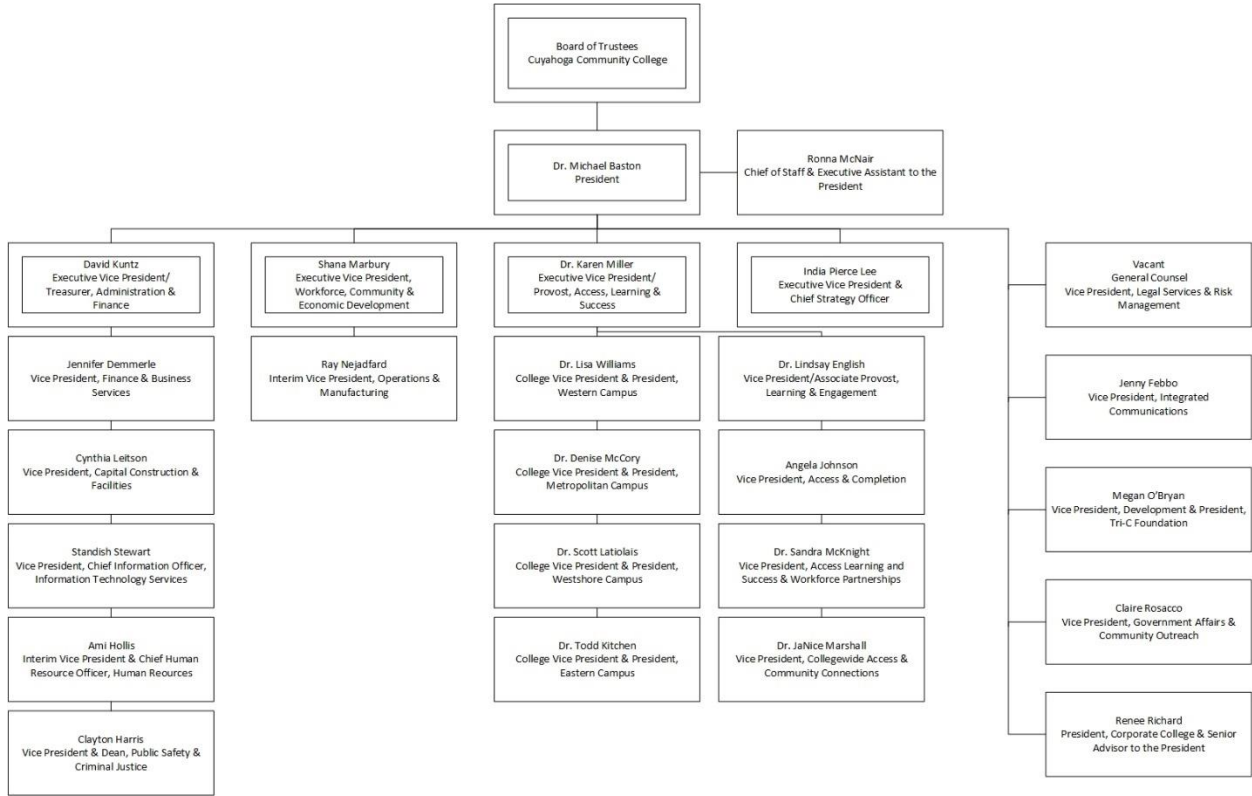 Board of Trustees
Cuyahoga Community College
Dr. Michael Baston
President
Ronna McNair
Chief of Staff & Executive Assistant to the
President
David Kuntz
Executive Vice President/
Treasurer, Administration &
Finance
Shana Marbury
Executive Vice President,
Workforce, Community &
Economic Development
Dr. Karen Miller
Executive Vice President/
Provost, Access, Learning &
Success
India Pierce Lee
Executive Vice President &
Chief Strategy Officer
Vacant
General Counsel
Vice President, Legal Services & Risk
Management
Jennifer Demmerle
Vice President, Finance & Business
Services
Ray Nejadfard
Interim Vice President, Operations &
Manufacturing
Dr. Lisa Williams
College Vice President & President,
Western Campus
Dr. Lindsay English
Vice President/Associate Provost,
Learning & Engagement
Jenny Febbo
Vice President, Integrated
Communications
Cynthia Leitson
Vice President, Capital Construction &
Facilities
Dr. Denise McCory
College Vice President & President,
Metropolitan Campus
Angela Johnson
Vice President, Access & Completion
Megan O'Bryan
Vice President, Development & President,
Tri-C Foundation
Standish Stewart
Vice President, Chief Information Officer,
Information Technology Services
Dr. Scott Latiolais
College Vice President & President,
Westshore Campus
Dr. Sandra McKnight
Vice President, Access Learning and
Success & Workforce Partnerships
Claire Rosacco
Vice President, Government Affairs &
Community Outreach
Ami Hollis
Interim Vice President & Chief Human
Resource Officer, Human Reources
Dr. Todd Kitchen
College Vice President & President,
Eastern Campus
Dr. JaNice Marshall
Vice President, Collegewide Access &
Community Connections
Renee Richard
President, Corporate College & Senior
Advisor to the President
Clayton Harris
Vice President & Dean, Public Safety &
Criminal Justice